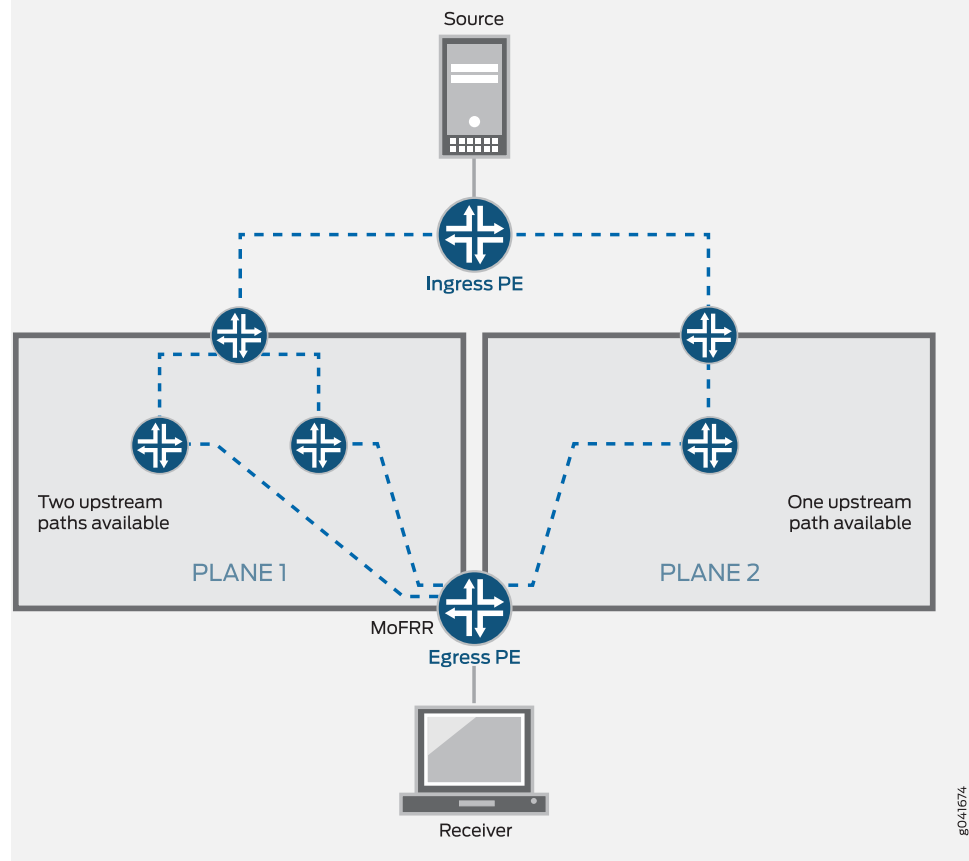 Source
Ingress PE
Two upstream
paths available
One upstream
path available
PLANE 1
PLANE 2
MoFRR
Egress PE
Receiver
g041674